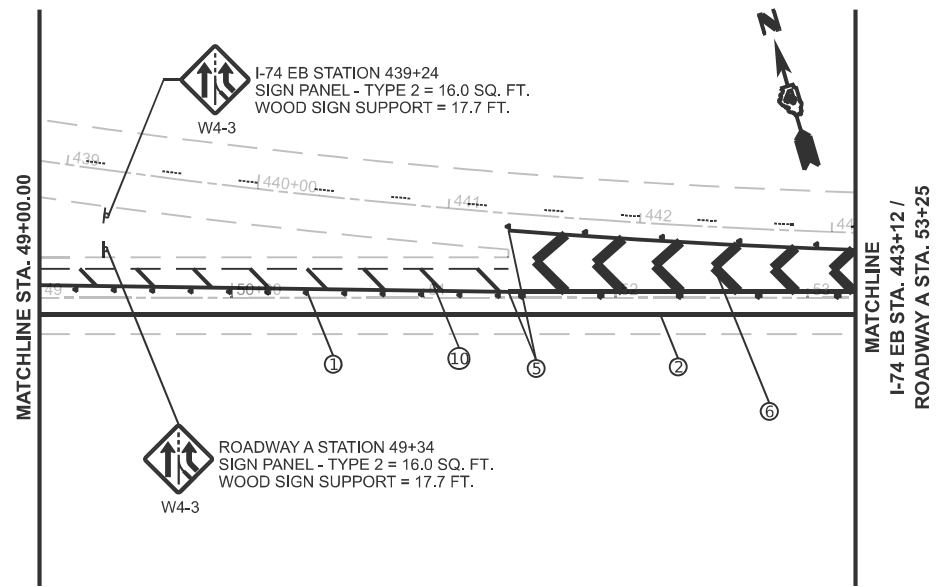 N
I-74 EB STATION 439+24
SIGN PANEL - TYPE 2 = 16.0 SQ. FT.
WOOD SIGN SUPPORT = 17.7 FT.
W4-3
439
440+00
441
442
MATCHLINE STA. 49+00.00
49
52
53
1
10
5
2
6
MATCHLINE
I-74 EB STA. 443+12 /
ROADWAY A STA. 53+25
ROADWAY A STATION 49+34
SIGN PANEL - TYPE 2 = 16.0 SQ. FT.
WOOD SIGN SUPPORT = 17.7 FT.
W4-3